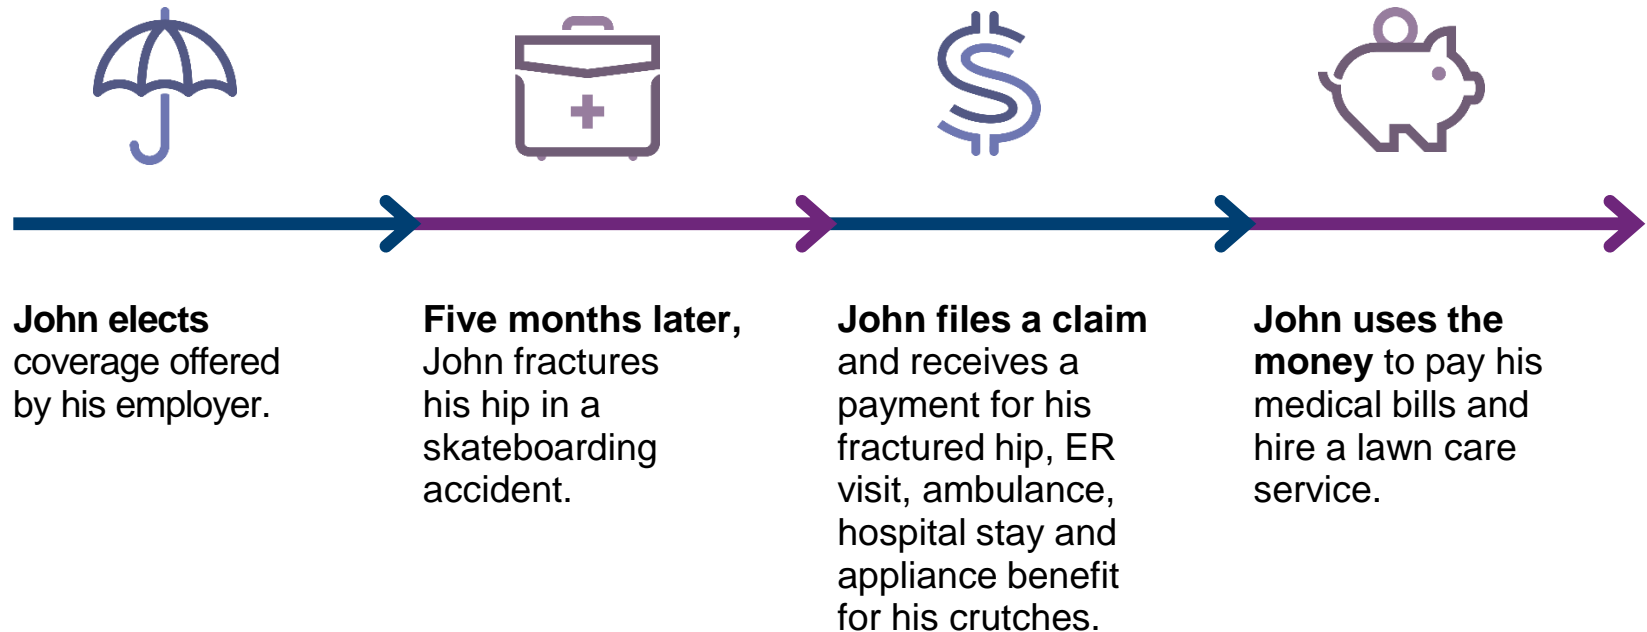 John elects
coverage offered
by his employer.
Five months later,
John fractures
his hip in a
skateboarding
accident.
John files a claim
and receives a
payment for his
fractured hip, ER
visit, ambulance,
hospital stay and
appliance benefit
for his crutches.
John uses the
money to pay his
medical bills and
hire a lawn care
service.